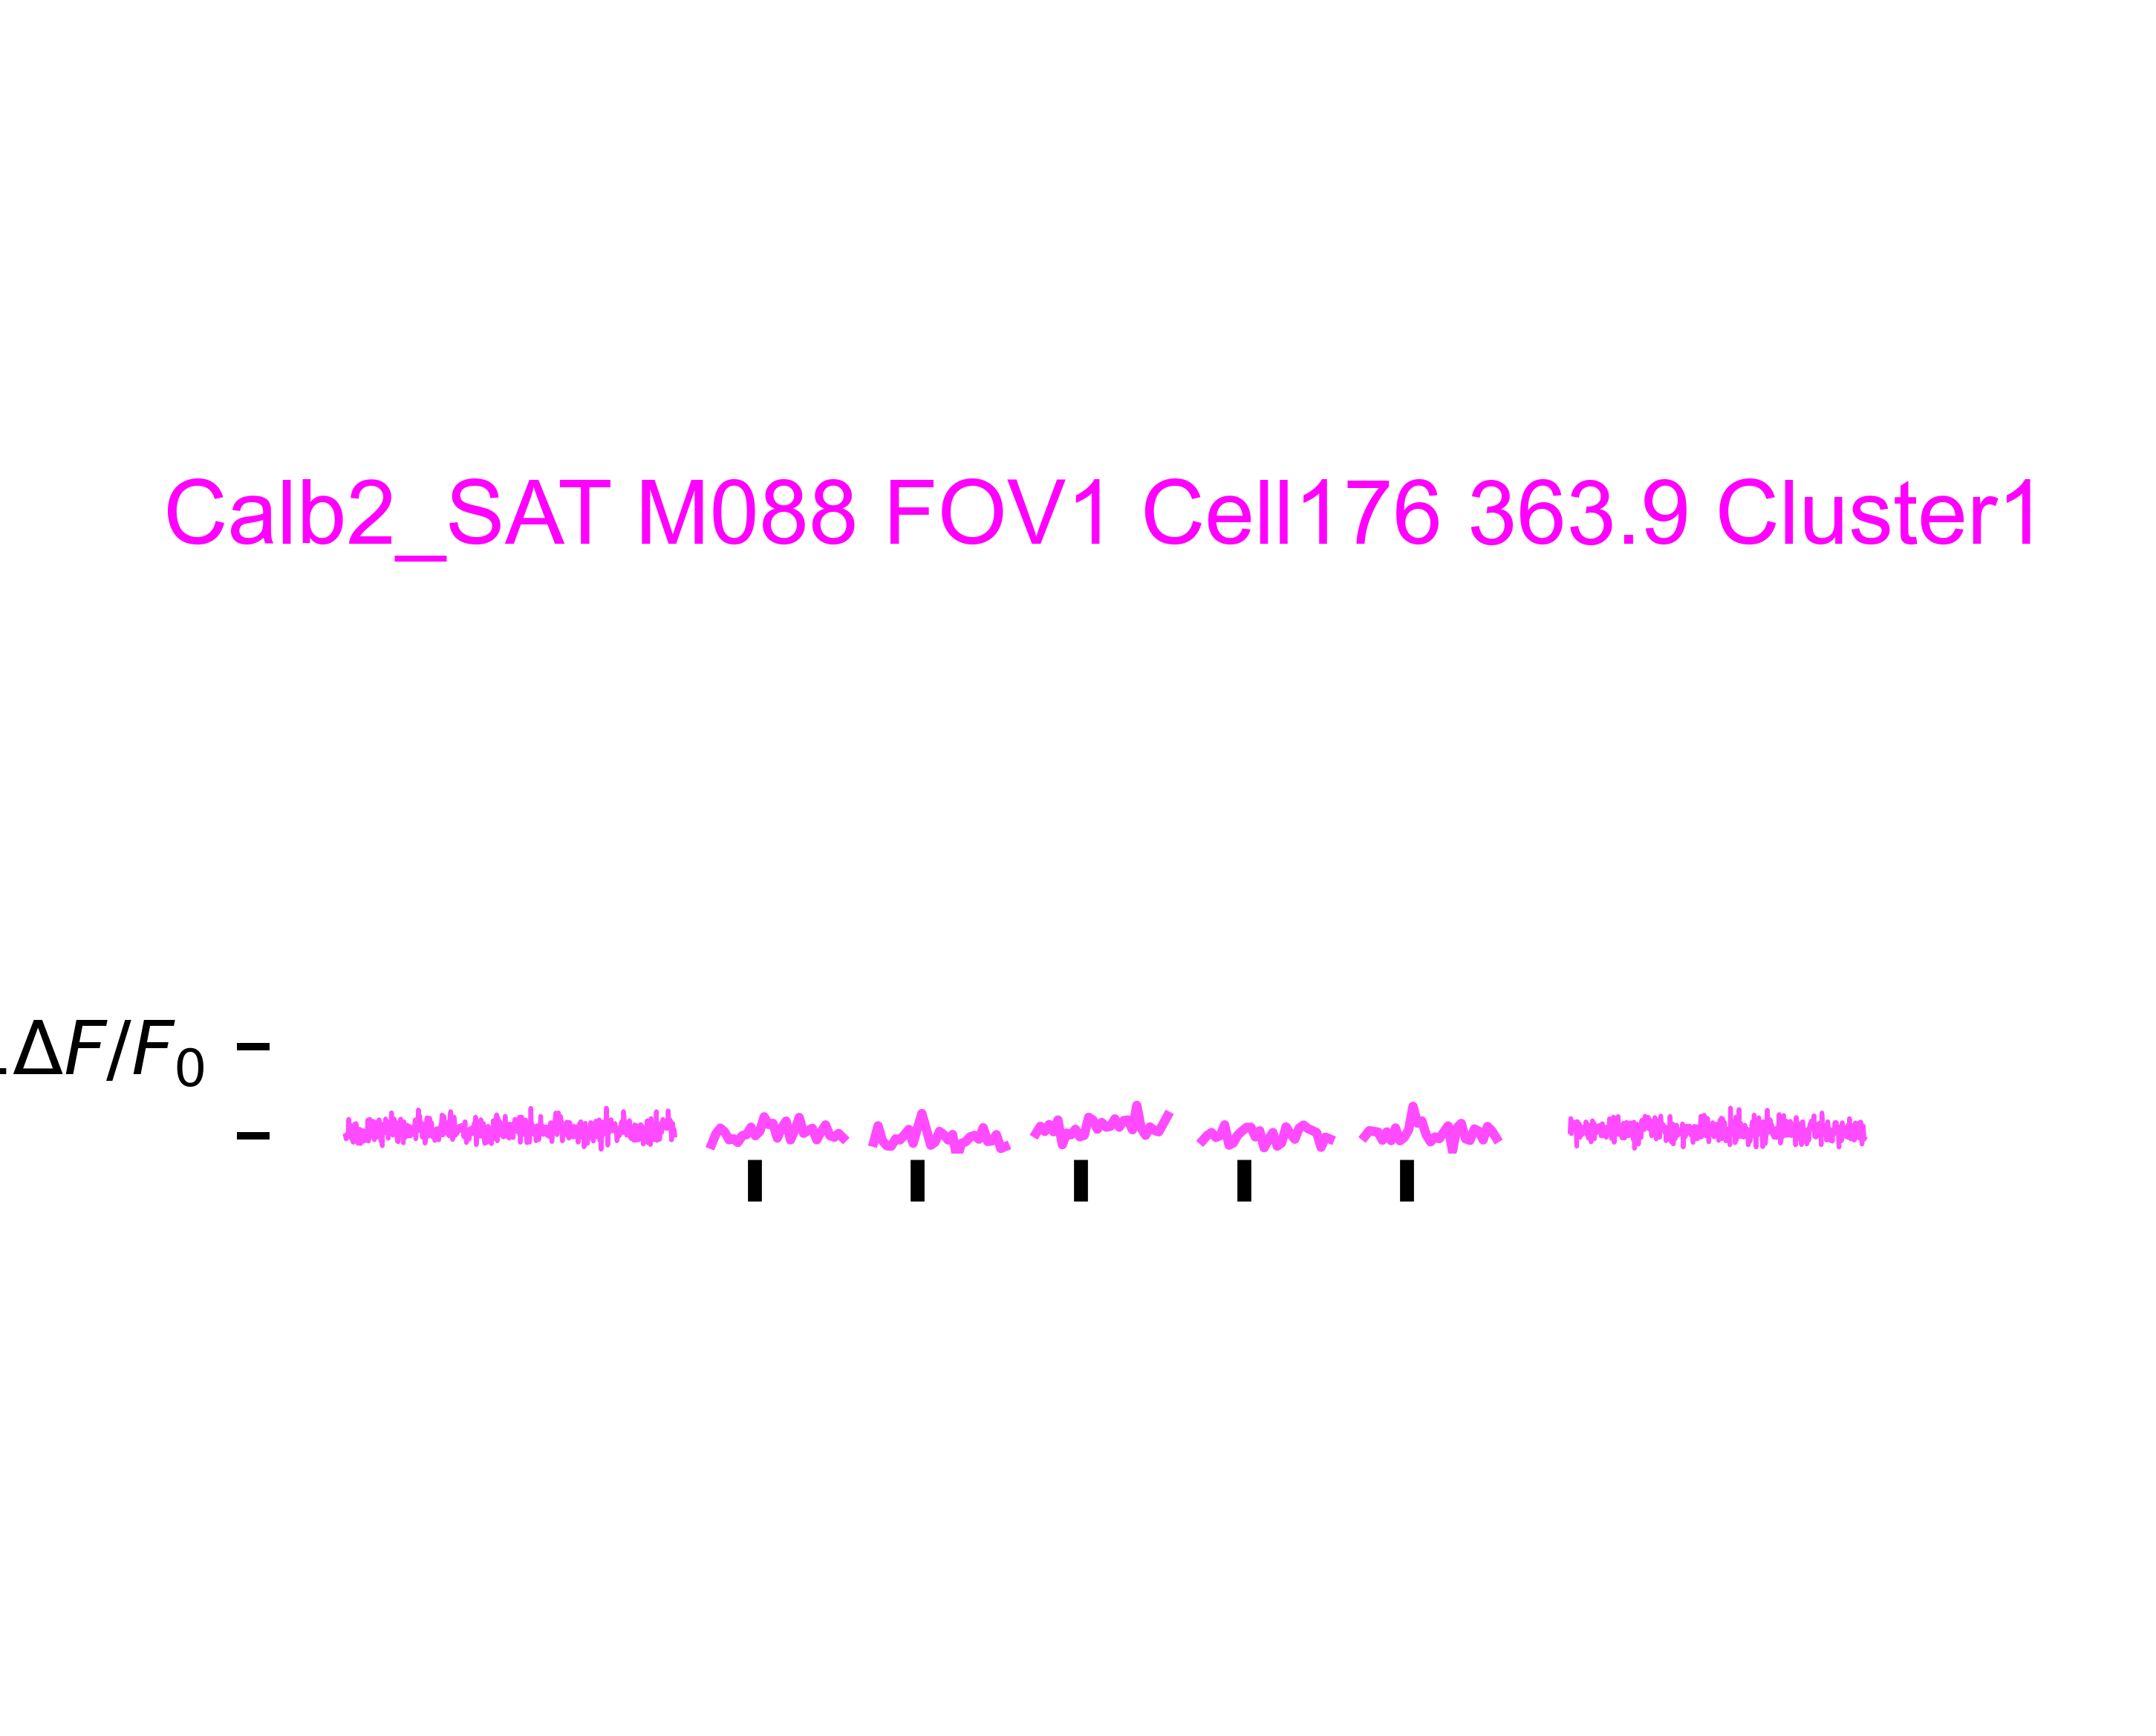 Calb2_SAT M088 FOV1 Cell176 363.9 Cluster1
.ΔF/F₀